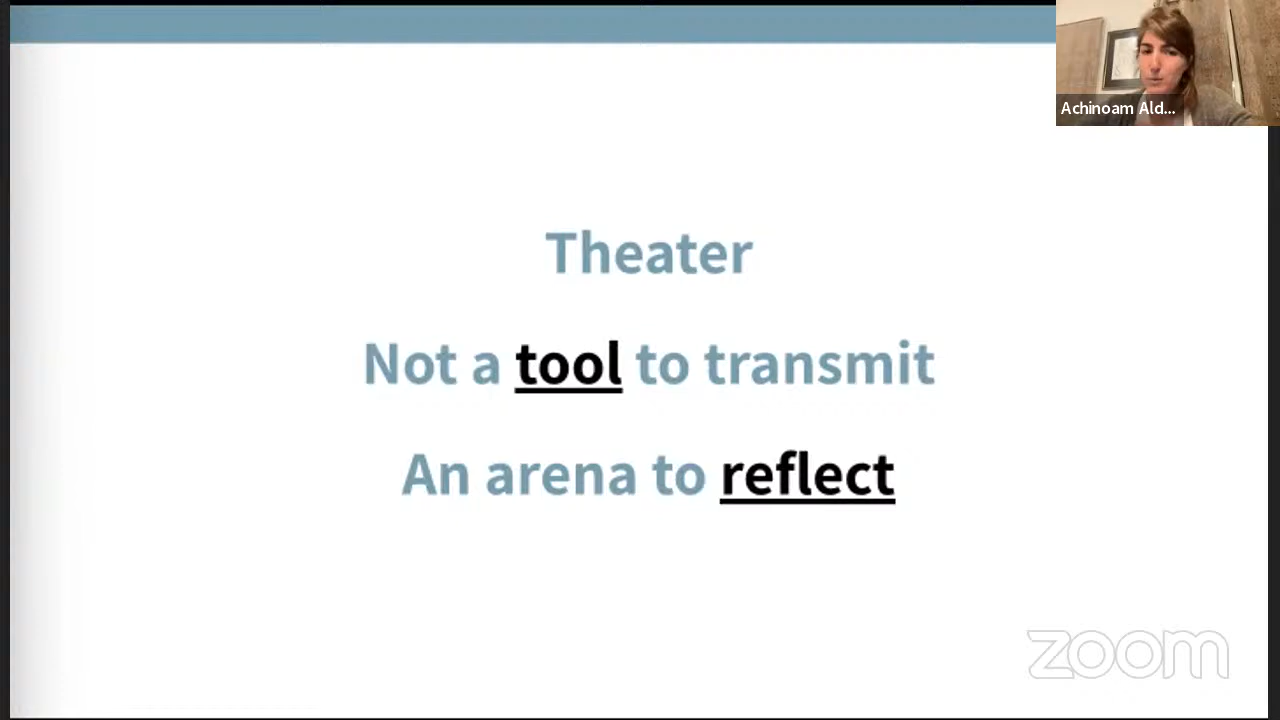 Achinoam Ald...
Theater
Not a tool to transmit
An arena to reflect
zoom